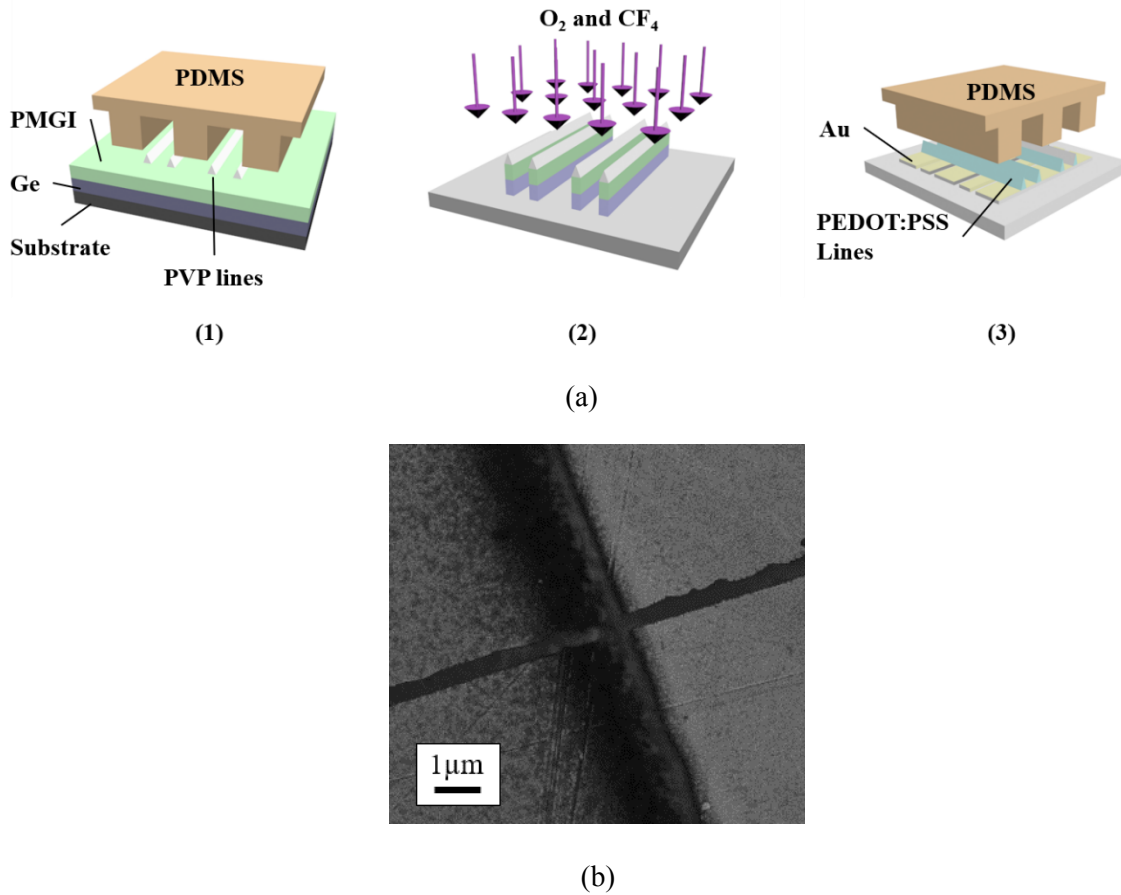 O₂ and CF₄
PDMS
PMGI
Ge
Substrate
PVP lines
PDMS
Au
PEDOT:PSS
Lines
(1)
(2)
(3)
(a)
1μm
(b)